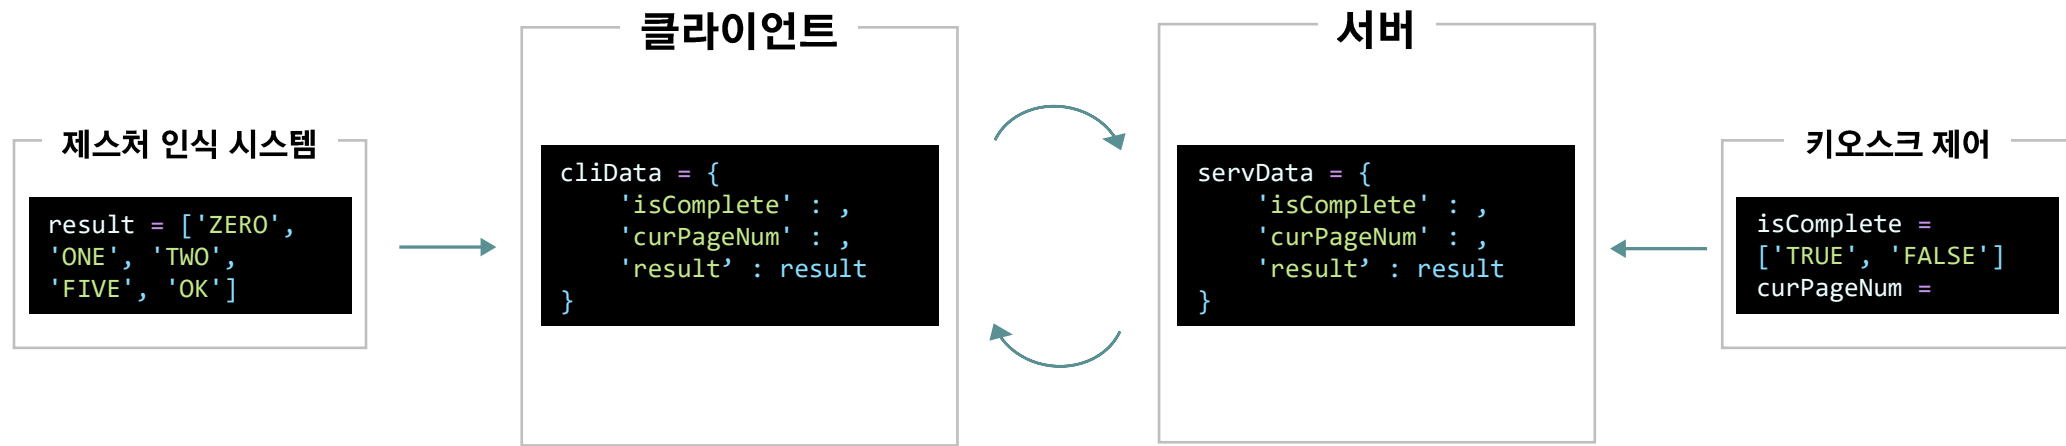 제스처 인식 시스템
result = ['ZERO',
'ONE', 'TWO',
'FIVE', 'OK']
클라이언트
cliData = {
    'isComplete' : ,
    'curPageNum' : ,
    'result’ : result
}
서버
servData = {
    'isComplete' : ,
    'curPageNum' : ,
    'result’ : result
}
키오스크 제어
isComplete =
['TRUE', 'FALSE']
curPageNum =